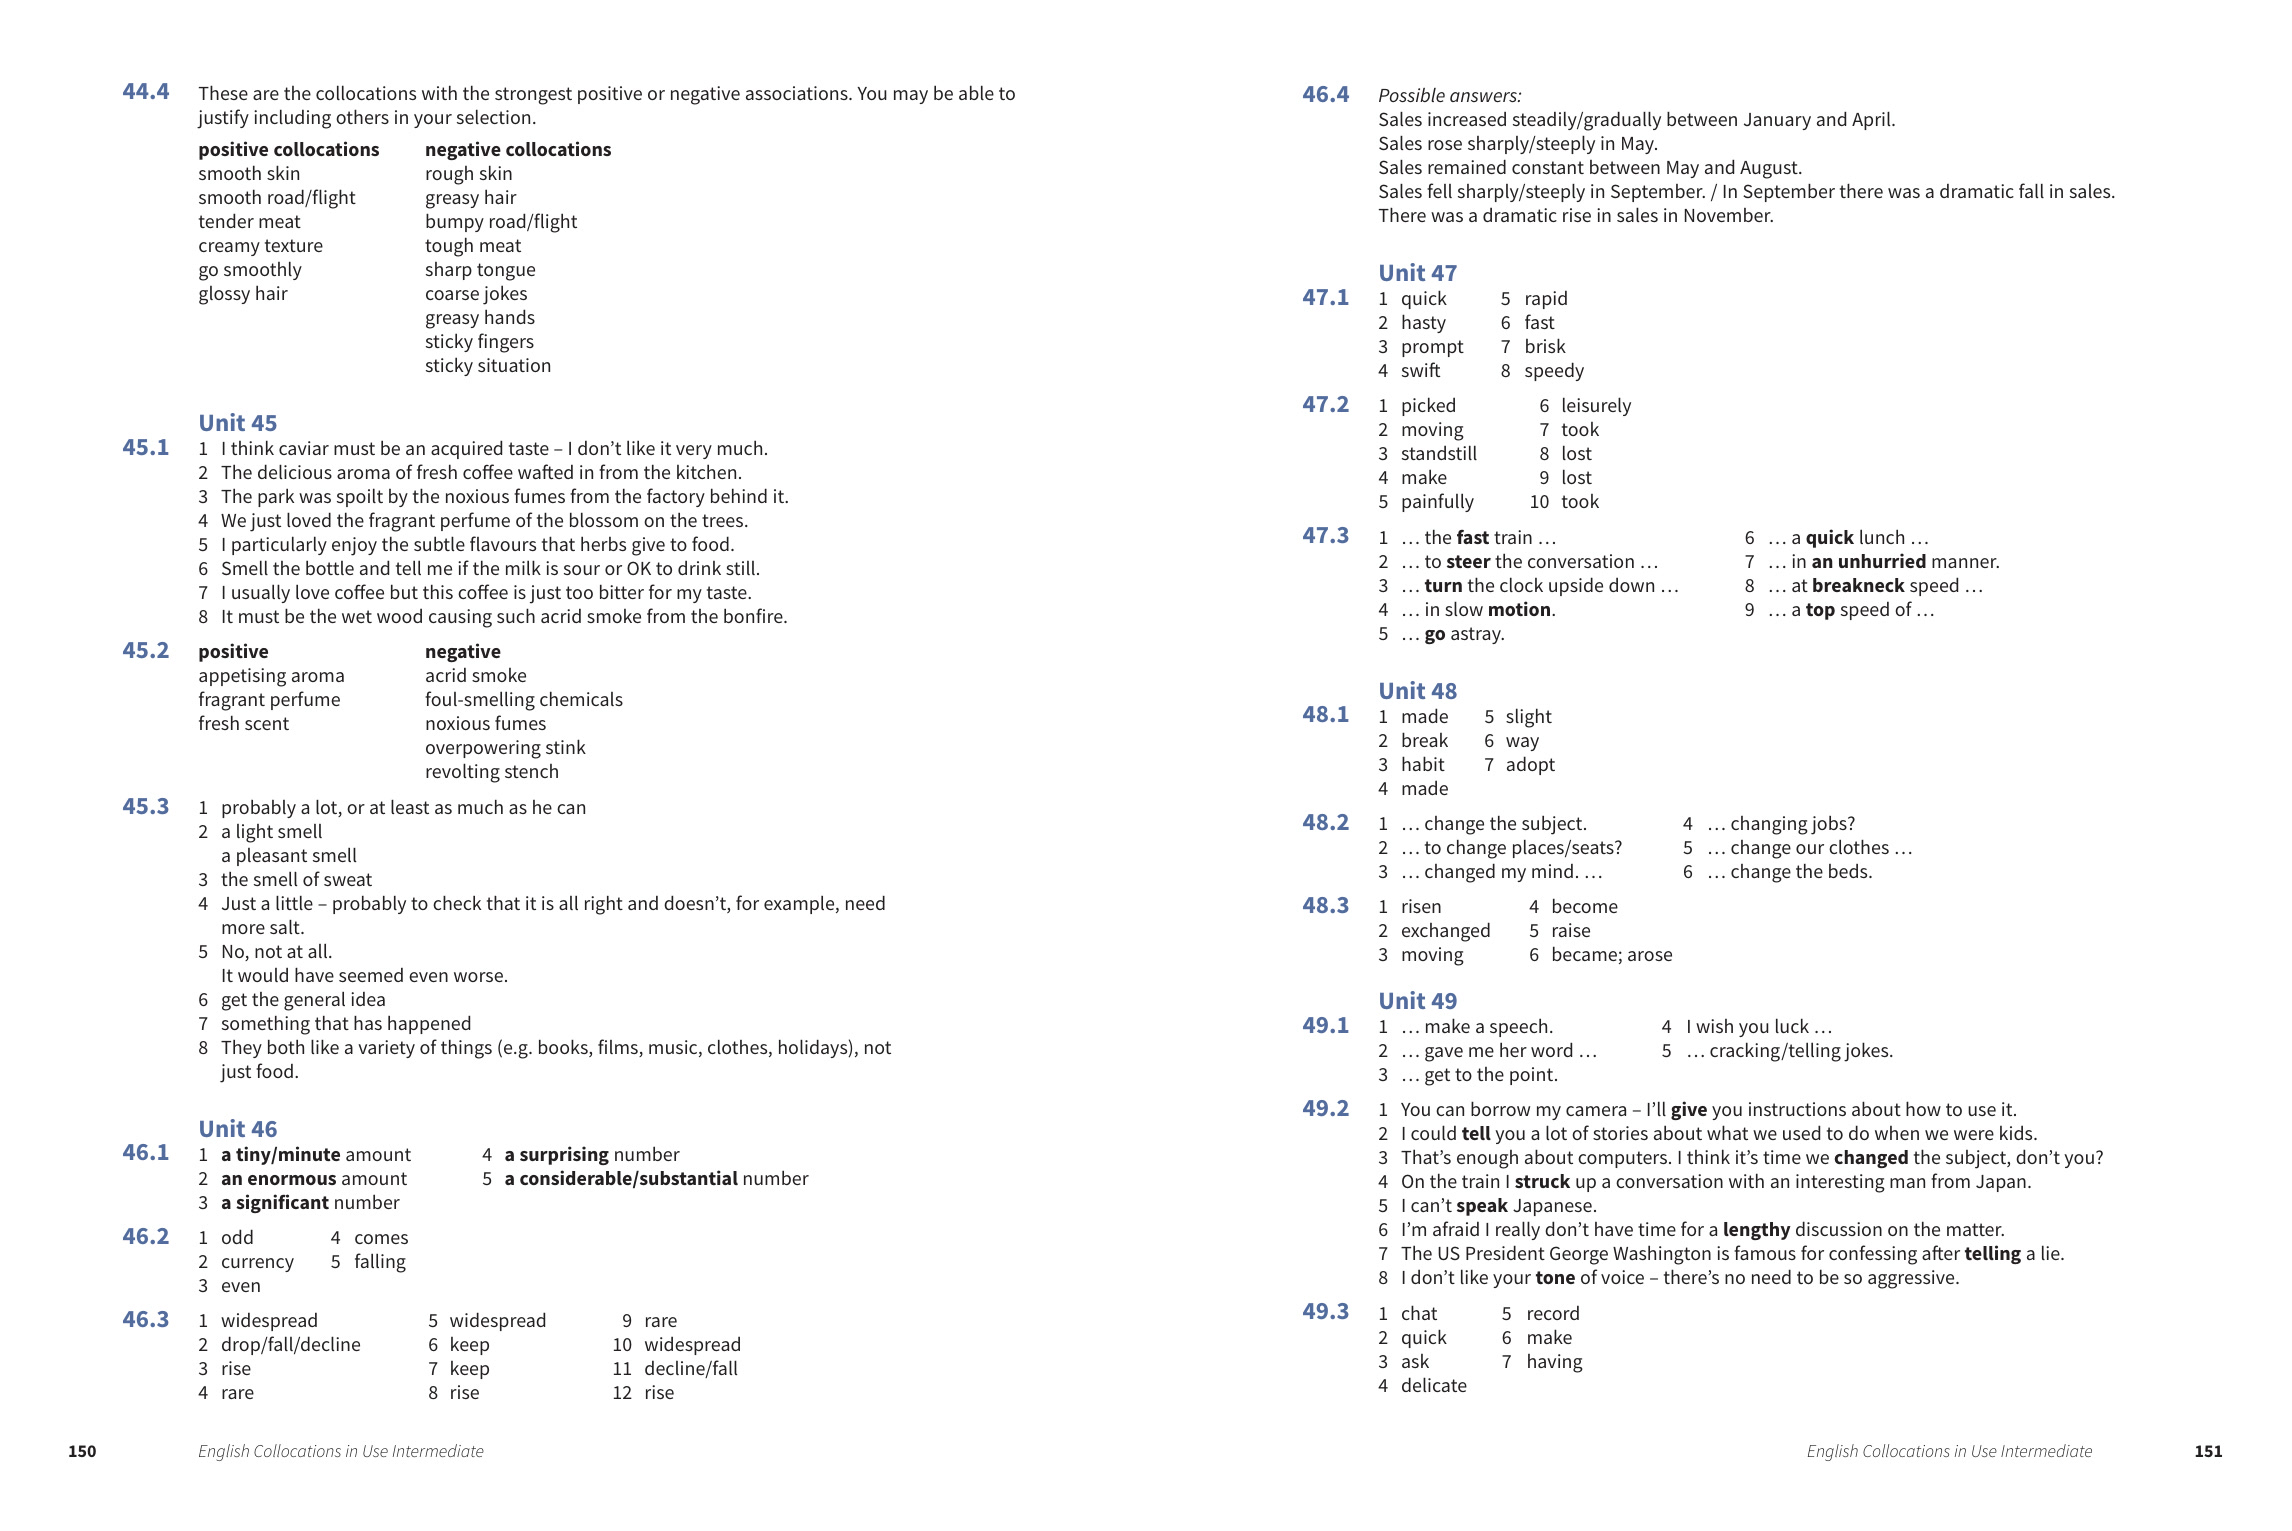 44.4 These are the collocations with the strongest positive or negative associations. You may be able to
justify including others in your selection.
positive collocations negative collocations
smooth skin rough skin
smooth road/flight greasy hair
tender meat bumpy road/flight
creamy texture tough meat
go smoothly sharp tongue
glossy hair coarse jokes
greasy hands
sticky fingers
sticky situation
Unit 45
45.1 1 I think caviar must be an acquired taste – I don’t like it very much.
2 The delicious aroma of fresh coffee wafted in from the kitchen.
3 The park was spoilt by the noxious fumes from the factory behind it.
4 We just loved the fragrant perfume of the blossom on the trees.
5 I particularly enjoy the subtle flavours that herbs give to food.
6 Smell the bottle and tell me if the milk is sour or OK to drink still.
7 I usually love coffee but this coffee is just too bitter for my taste.
8 It must be the wet wood causing such acrid smoke from the bonfire.
45.2 positive negative
appetising aroma acrid smoke
fragrant perfume foul-smelling chemicals
fresh scent noxious fumes
overpowering stink
revolting stench
45.3 1 probably a lot, or at least as much as he can
2 a light smell
a pleasant smell
3 the smell of sweat
4 Just a little – probably to check that it is all right and doesn’t, for example, need
more salt.
5 No, not at all.
It would have seemed even worse.
6 get the general idea
7 something that has happened
8 They both like a variety of things (e.g. books, films, music, clothes, holidays), not
just food.
Unit 46
46.1 1 a tiny/minute amount 4 a surprising number
2 an enormous amount 5 a considerable/substantial number
3 a significant number
46.2 1 odd 4 comes
2 currency 5 falling
3 even
46.3 1 widespread 5 widespread 9 rare
2 drop/fall/decline 6 keep 10 widespread
3 rise 7 keep 11 decline/fall
4 rare 8 rise 12 rise
150 English Collocations in Use Intermediate
46.4 Possible answers:
Sales increased steadily/gradually between January and April.
Sales rose sharply/steeply in May.
Sales remained constant between May and August.
Sales fell sharply/steeply in September. / In September there was a dramatic fall in sales.
There was a dramatic rise in sales in November.
Unit 47
47.1 1 quick 5 rapid
2 hasty 6 fast
3 prompt 7 brisk
4 swift 8 speedy
47.2 1 picked 6 leisurely
2 moving 7 took
3 standstill 8 lost
4 make 9 lost
5 painfully 10 took
47.3 1 … the fast train … 6 … a quick lunch …
2 … to steer the conversation … 7 … in an unhurried manner.
3 … turn the clock upside down … 8 … at breakneck speed …
4 … in slow motion. 9 … a top speed of …
5 … go astray.
Unit 48
48.1 1 made 5 slight
2 break 6 way
3 habit 7 adopt
4 made
48.2 1 … change the subject. 4 … changing jobs?
2 … to change places/seats? 5 … change our clothes …
3 … changed my mind. … 6 … change the beds.
48.3 1 risen 4 become
2 exchanged 5 raise
3 moving 6 became; arose
Unit 49
49.1 1 … make a speech. 4 I wish you luck …
2 … gave me her word … 5 … cracking/telling jokes.
3 … get to the point.
49.2 1 You can borrow my camera – I’ll give you instructions about how to use it.
2 I could tell you a lot of stories about what we used to do when we were kids.
3 That’s enough about computers. I think it’s time we changed the subject, don’t you?
4 On the train I struck up a conversation with an interesting man from Japan.
5 I can’t speak Japanese.
6 I’m afraid I really don’t have time for a lengthy discussion on the matter.
7 The US President George Washington is famous for confessing after telling a lie.
8 I don’t like your tone of voice – there’s no need to be so aggressive.
49.3 1 chat 5 record
2 quick 6 make
3 ask 7 having
4 delicate
English Collocations in Use Intermediate 151